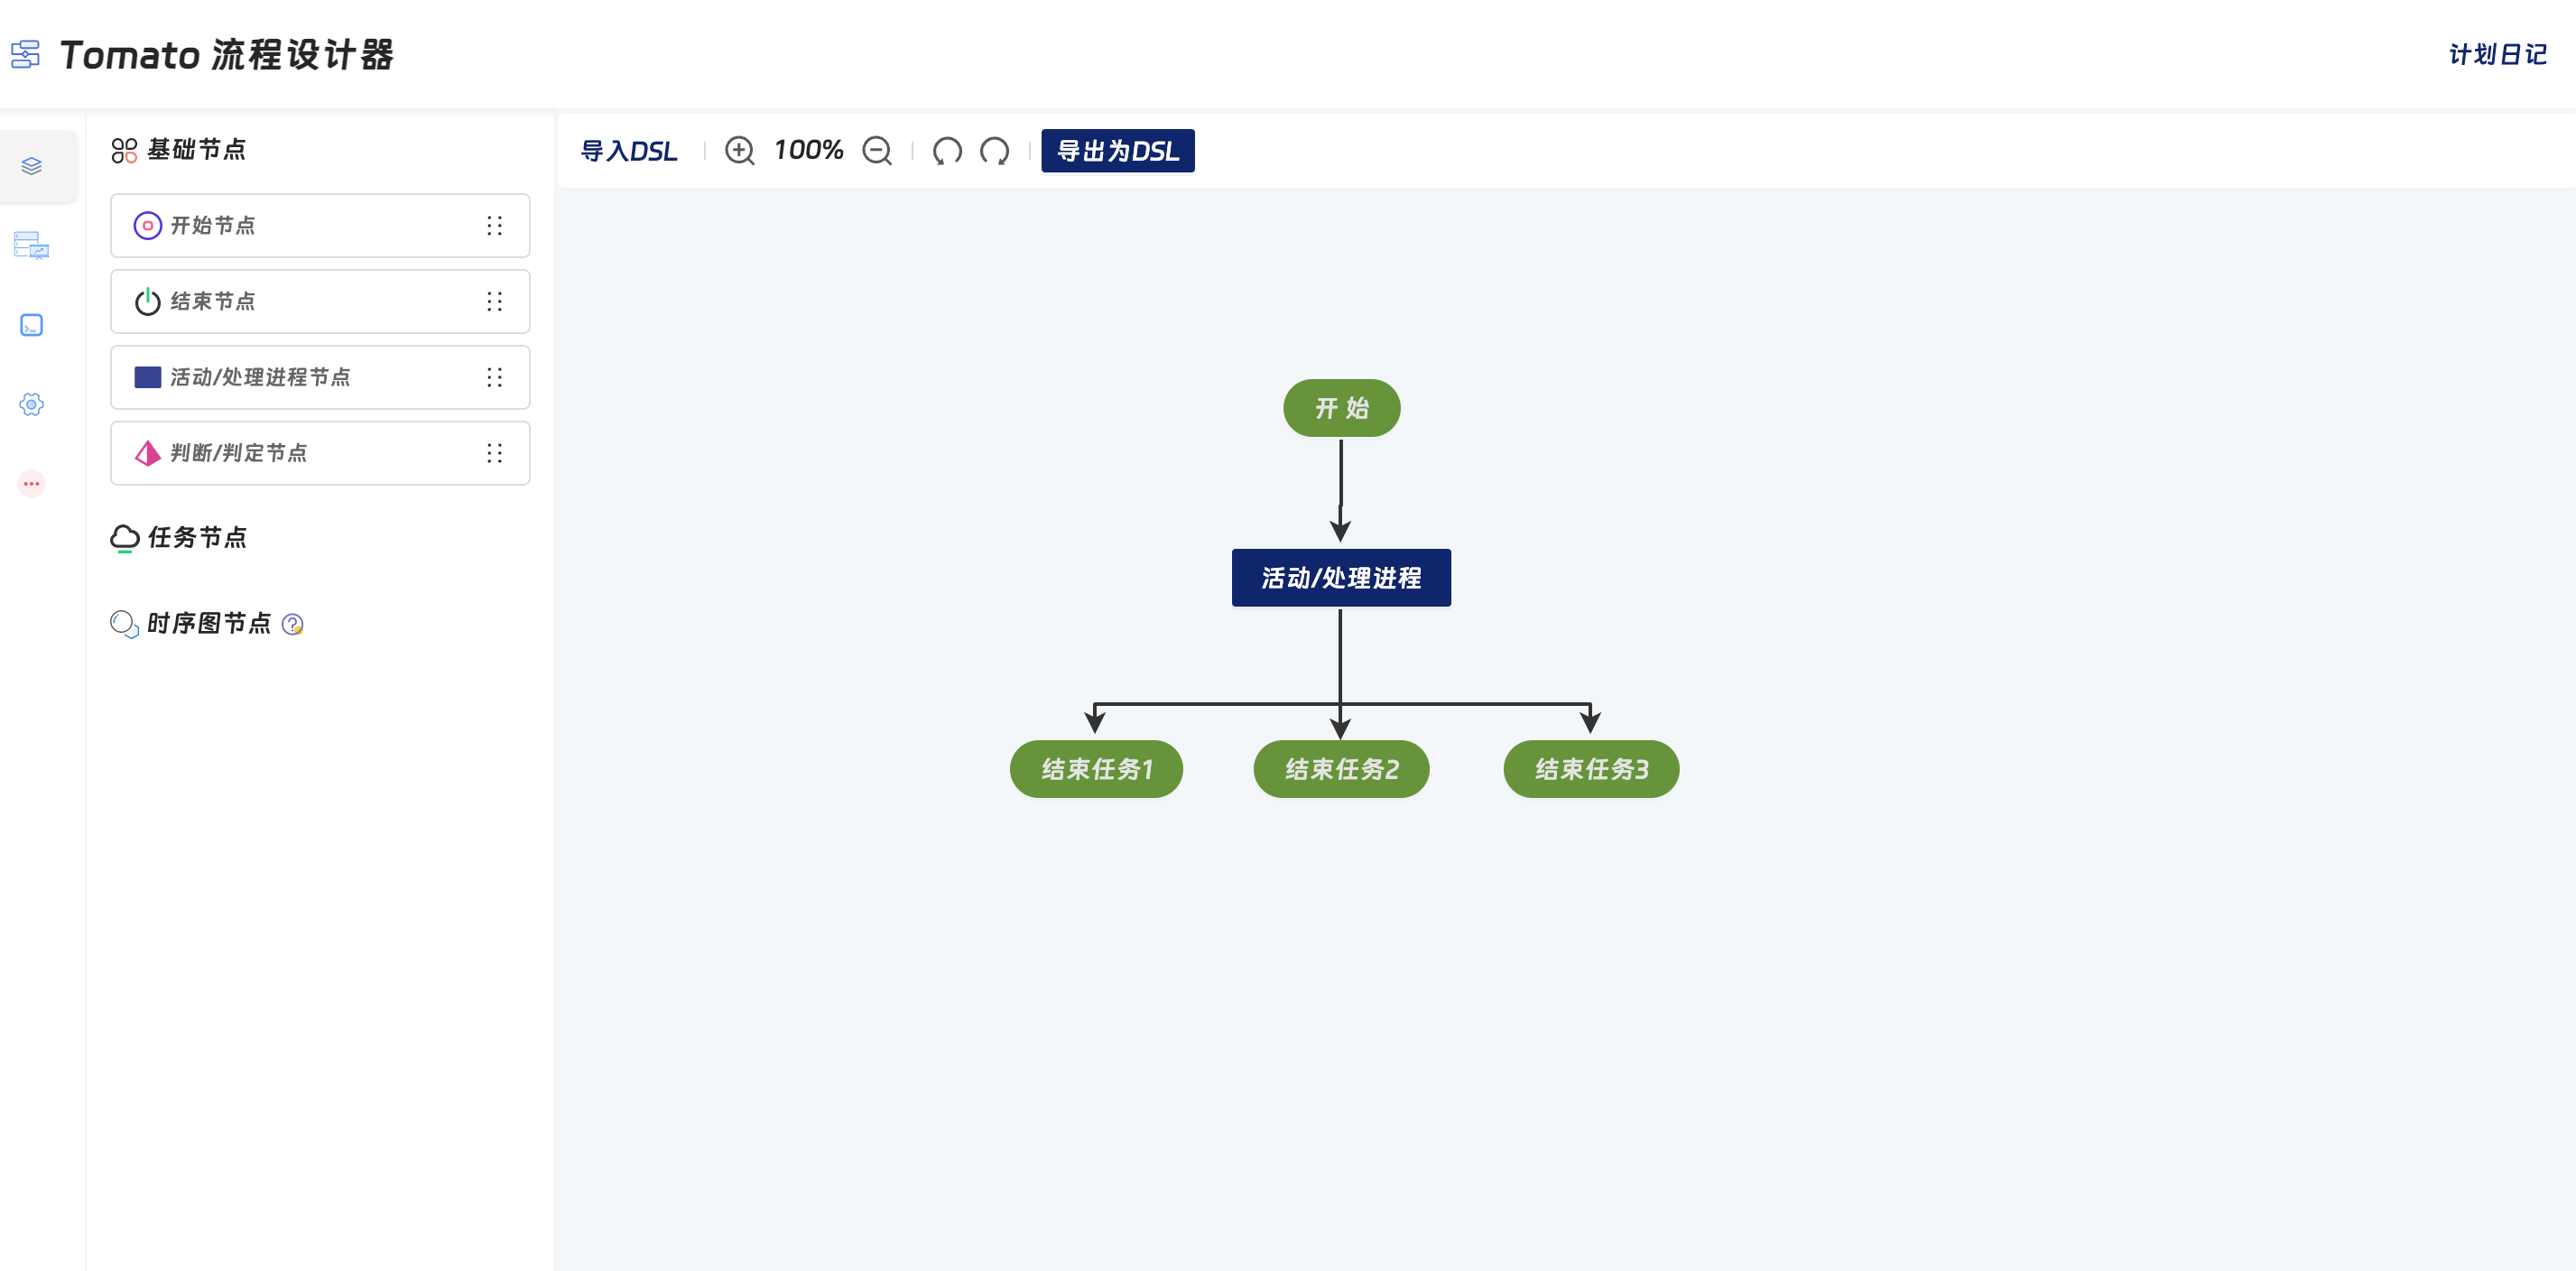 Tomato 流程设计器
计划日记
基础节点
开始节点
结束节点
活动/处理进程节点
判断/判定节点
任务节点
时序图节点
导入DSL
100%
导出为DSL
开 始
活动/处理进程
结束任务1
结束任务2
结束任务3